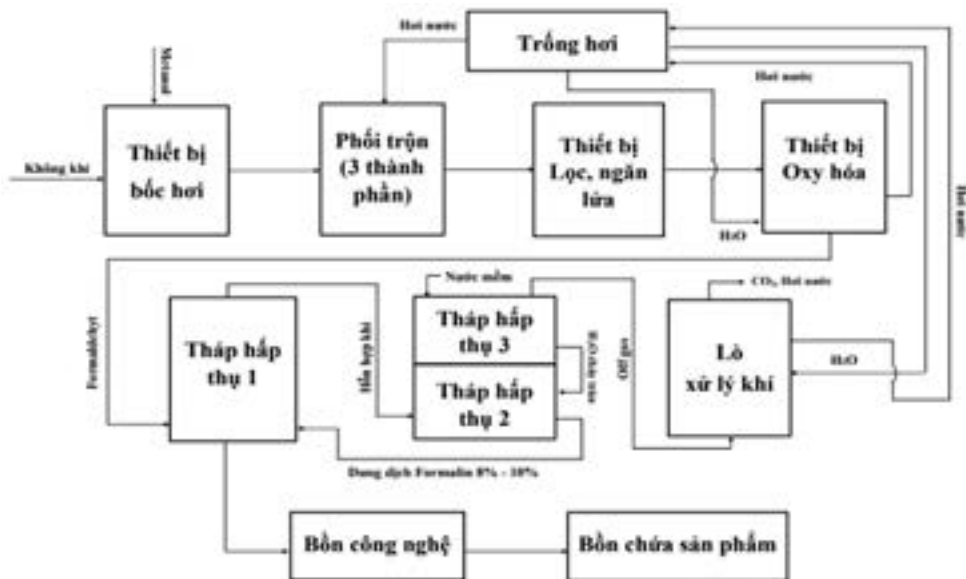 Hơi nước
Trống hơi
Metanol
Hơi nước
Không khí
Thiết bị
bốc hơi
Phối trộn
(3 thành
phần)
Thiết bị
Lọc, ngăn
lửa
Thiết bị
Oxy hóa
H₂O
Hơi nước
Nước mềm
CO₂, Hơi nước
Formaldehyt
Tháp hấp
thụ 1
Hỗn hợp khí
Tháp hấp
thụ 3
Tháp hấp
thụ 2
H₂O chảy tràn
Off gas
Lò
xử lý khí
H₂O
Dung dịch Formalin 8% - 10%
Bồn công nghệ
Bồn chứa sản phẩm